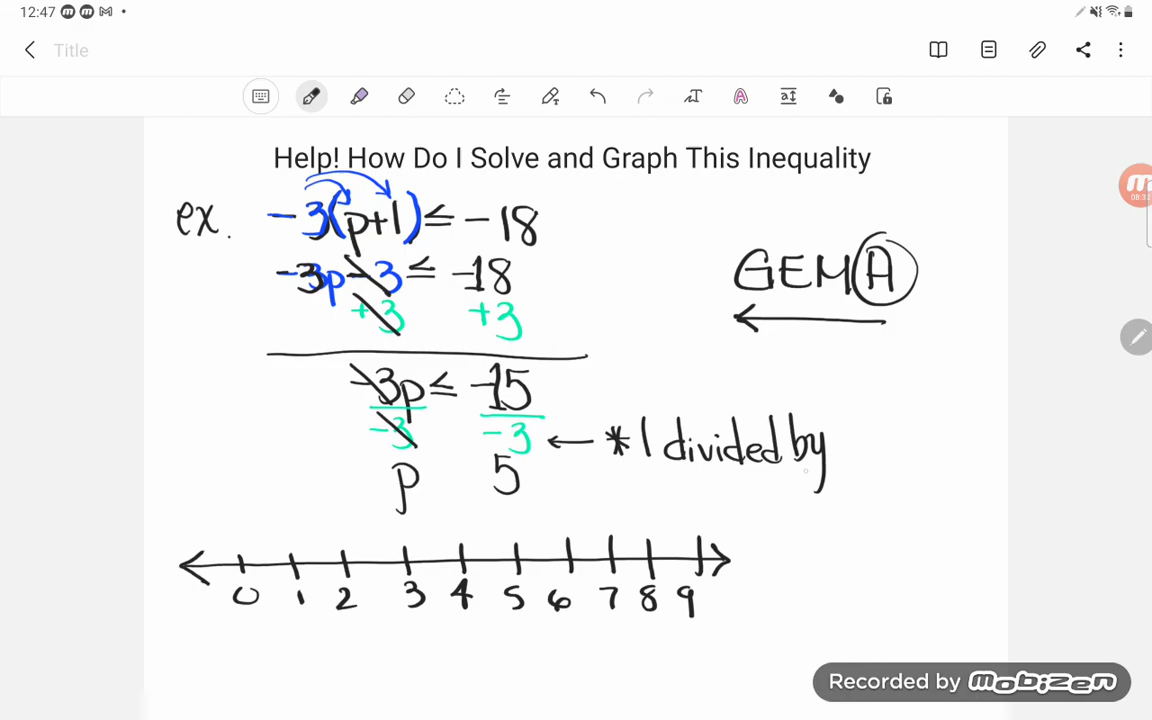 12:47
Title
Help! How Do I Solve and Graph This Inequality
ex. -3(p+1) ≤ -18
-3p - 3 ≤ -18
GEMA
+3 +3
-3p ≤ -15
-3 -3 ← * I divided by
p 5
0 1 2 3 4 5 6 7 8 9
Recorded by mobizen